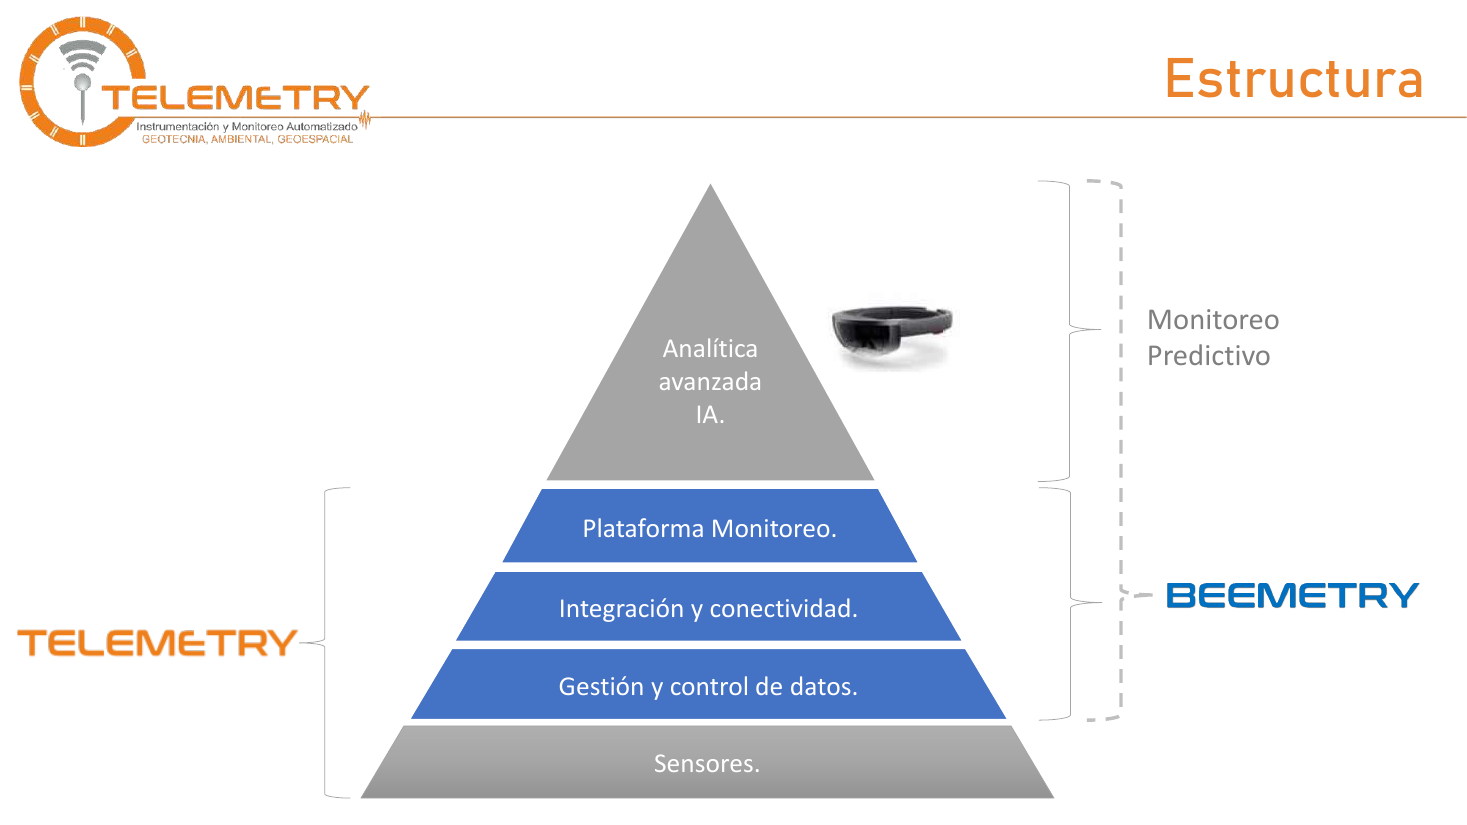 TELEMETRY
Instrumentación y Monitoreo Automatizado
GEOTECNIA, AMBIENTAL, GEOESPACIAL
Estructura
Analítica
avanzada
IA.
Monitoreo
Predictivo
Plataforma Monitoreo.
Integración y conectividad.
BEEMETRY
TELEMETRY
Gestión y control de datos.
Sensores.